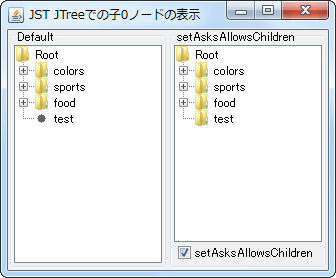 JST JTreeでの子0ノードの表示
Default
Root
colors
sports
food
test
setAsksAllowsChildren
Root
colors
sports
food
test
setAsksAllowsChildren